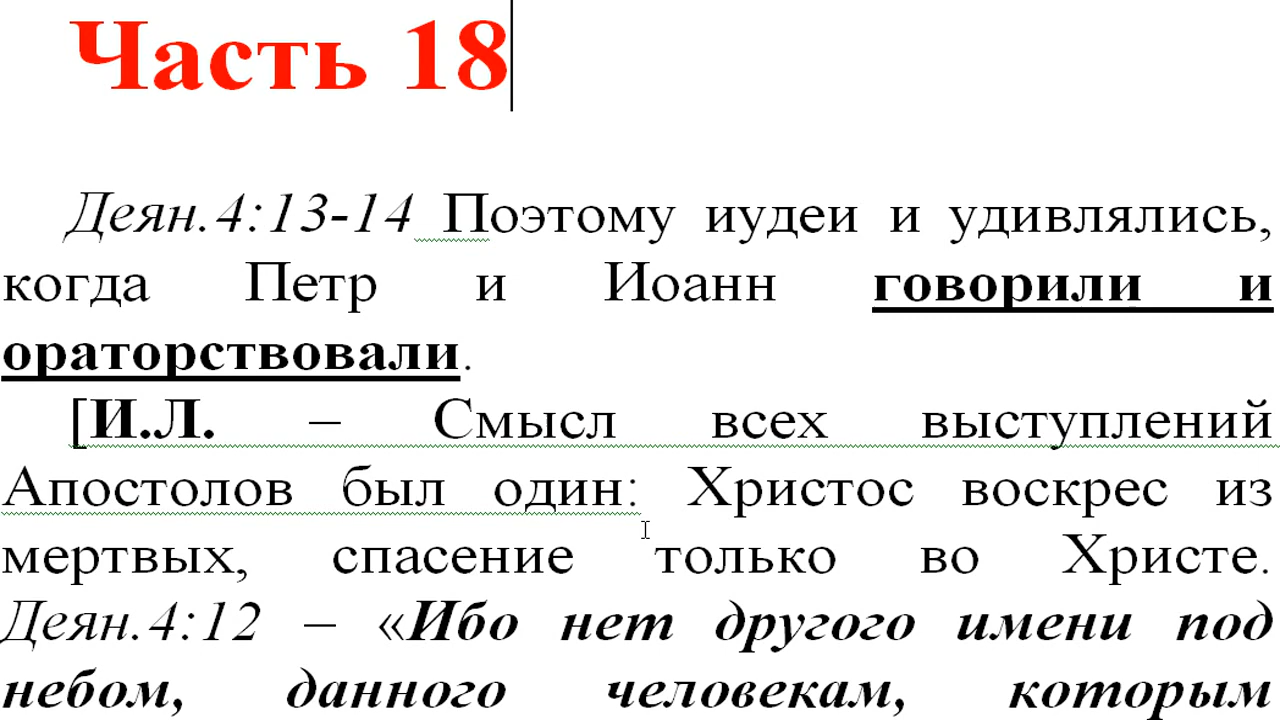 Часть 18
Деян.4:13-14 Поэтому иудеи и удивлялись,
когда Петр и Иоанн говорили и
ораторствовали.
[И.Л. – Смысл всех выступлений
Апостолов был один: Христос воскрес из
мертвых, спасение только во Христе.
Деян.4:12 – «Ибо нет другого имени под
небом, данного человекам, которым